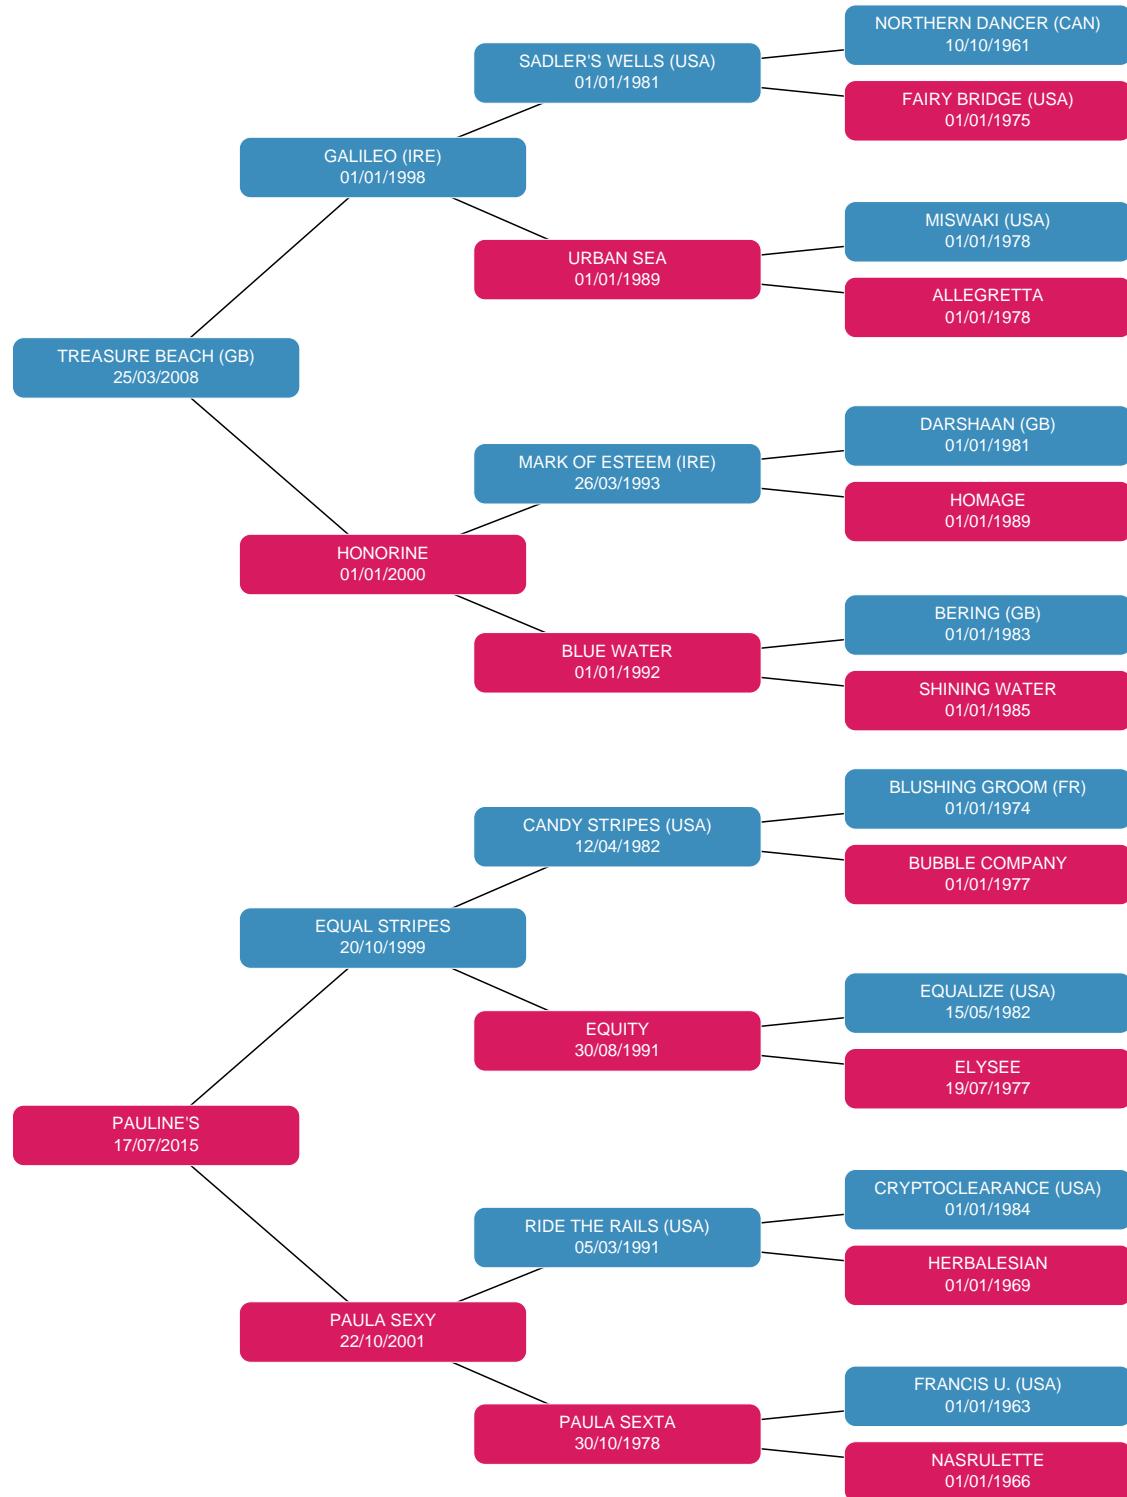 NORTHERN DANCER (CAN)
10/10/1961
SADLER'S WELLS (USA)
01/01/1981
FAIRY BRIDGE (USA)
01/01/1975
GALILEO (IRE)
01/01/1998
MISWAKI (USA)
01/01/1978
URBAN SEA
01/01/1989
ALLEGRETTA
01/01/1978
TREASURE BEACH (GB)
25/03/2008
DARSHAAN (GB)
01/01/1981
MARK OF ESTEEM (IRE)
26/03/1993
HOMAGE
01/01/1989
HONORINE
01/01/2000
BERING (GB)
01/01/1983
BLUE WATER
01/01/1992
SHINING WATER
01/01/1985
BLUSHING GROOM (FR)
01/01/1974
CANDY STRIPES (USA)
12/04/1982
BUBBLE COMPANY
01/01/1977
EQUAL STRIPES
20/10/1999
EQUALIZE (USA)
15/05/1982
EQUITY
30/08/1991
ELYSEE
19/07/1977
PAULINE'S
17/07/2015
CRYPTOCLEARANCE (USA)
01/01/1984
RIDE THE RAILS (USA)
05/03/1991
HERBALESIAN
01/01/1969
PAULA SEXY
22/10/2001
FRANCIS U. (USA)
01/01/1963
PAULA SEXTA
30/10/1978
NASRULETTE
01/01/1966